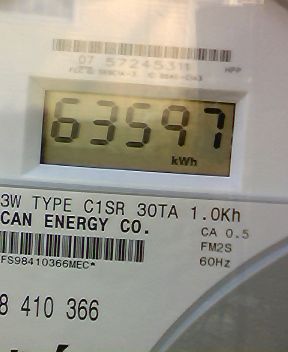 07 57245311
HPP
63597
kWh
3W TYPE C1SR 30TA 1.0Kh
CAN ENERGY CO.
CA 0.5
FM2S
60Hz
FS98410366MEC*
8 410 366